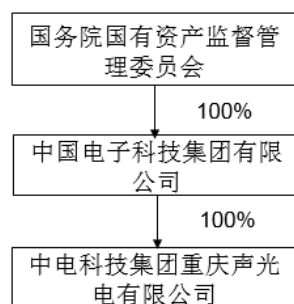 国务院国有资产监督管
理委员会
100%
中国电子科技集团有限
公司
100%
中电科技集团重庆声光
电有限公司